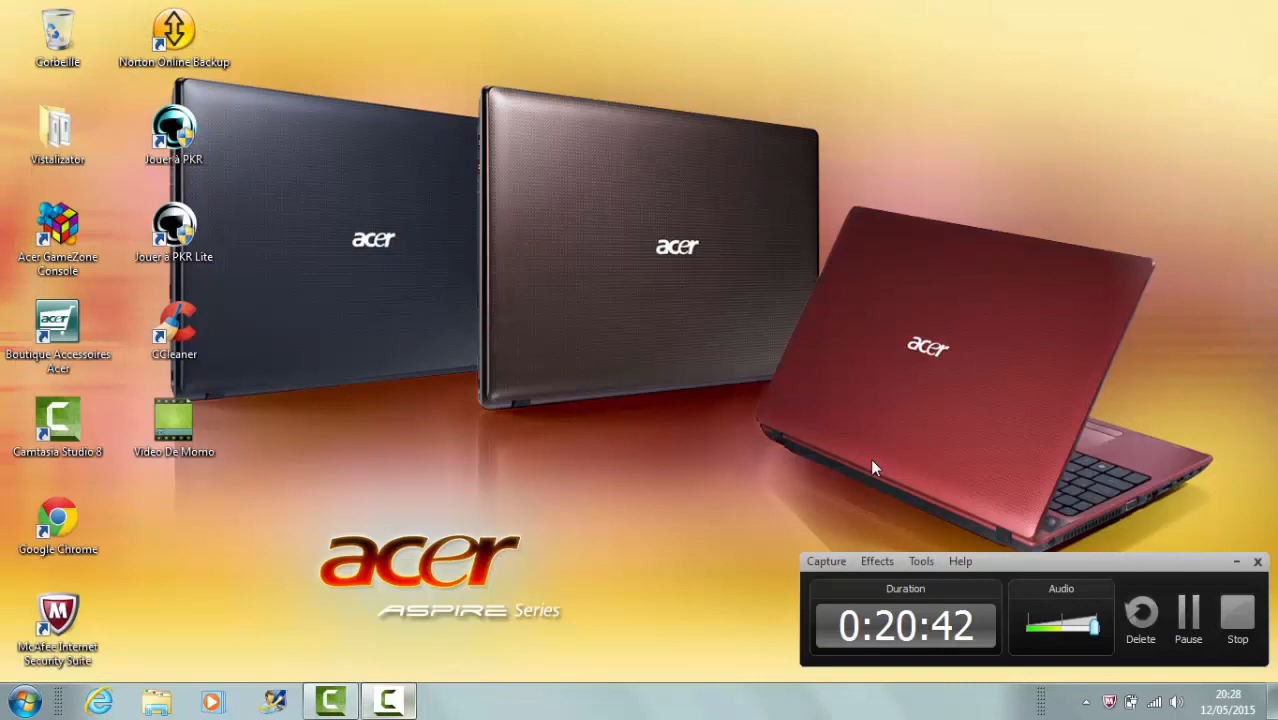 Corbeille
Norton Online Backup
Vistalizator
Jouer à PKR
Acer GameZone
Console
Jouer à PKR Lite
Boutique Accessoires
Acer
CCleaner
Camtasia Studio 8
Video De Momo
Google Chrome
McAfee Internet
Security Suite
acer
acer
acer
acer
ASPIRE Series
Capture Effects Tools Help
Duration
Audio
0:20:42
Delete Pause Stop
20:28
12/05/2015